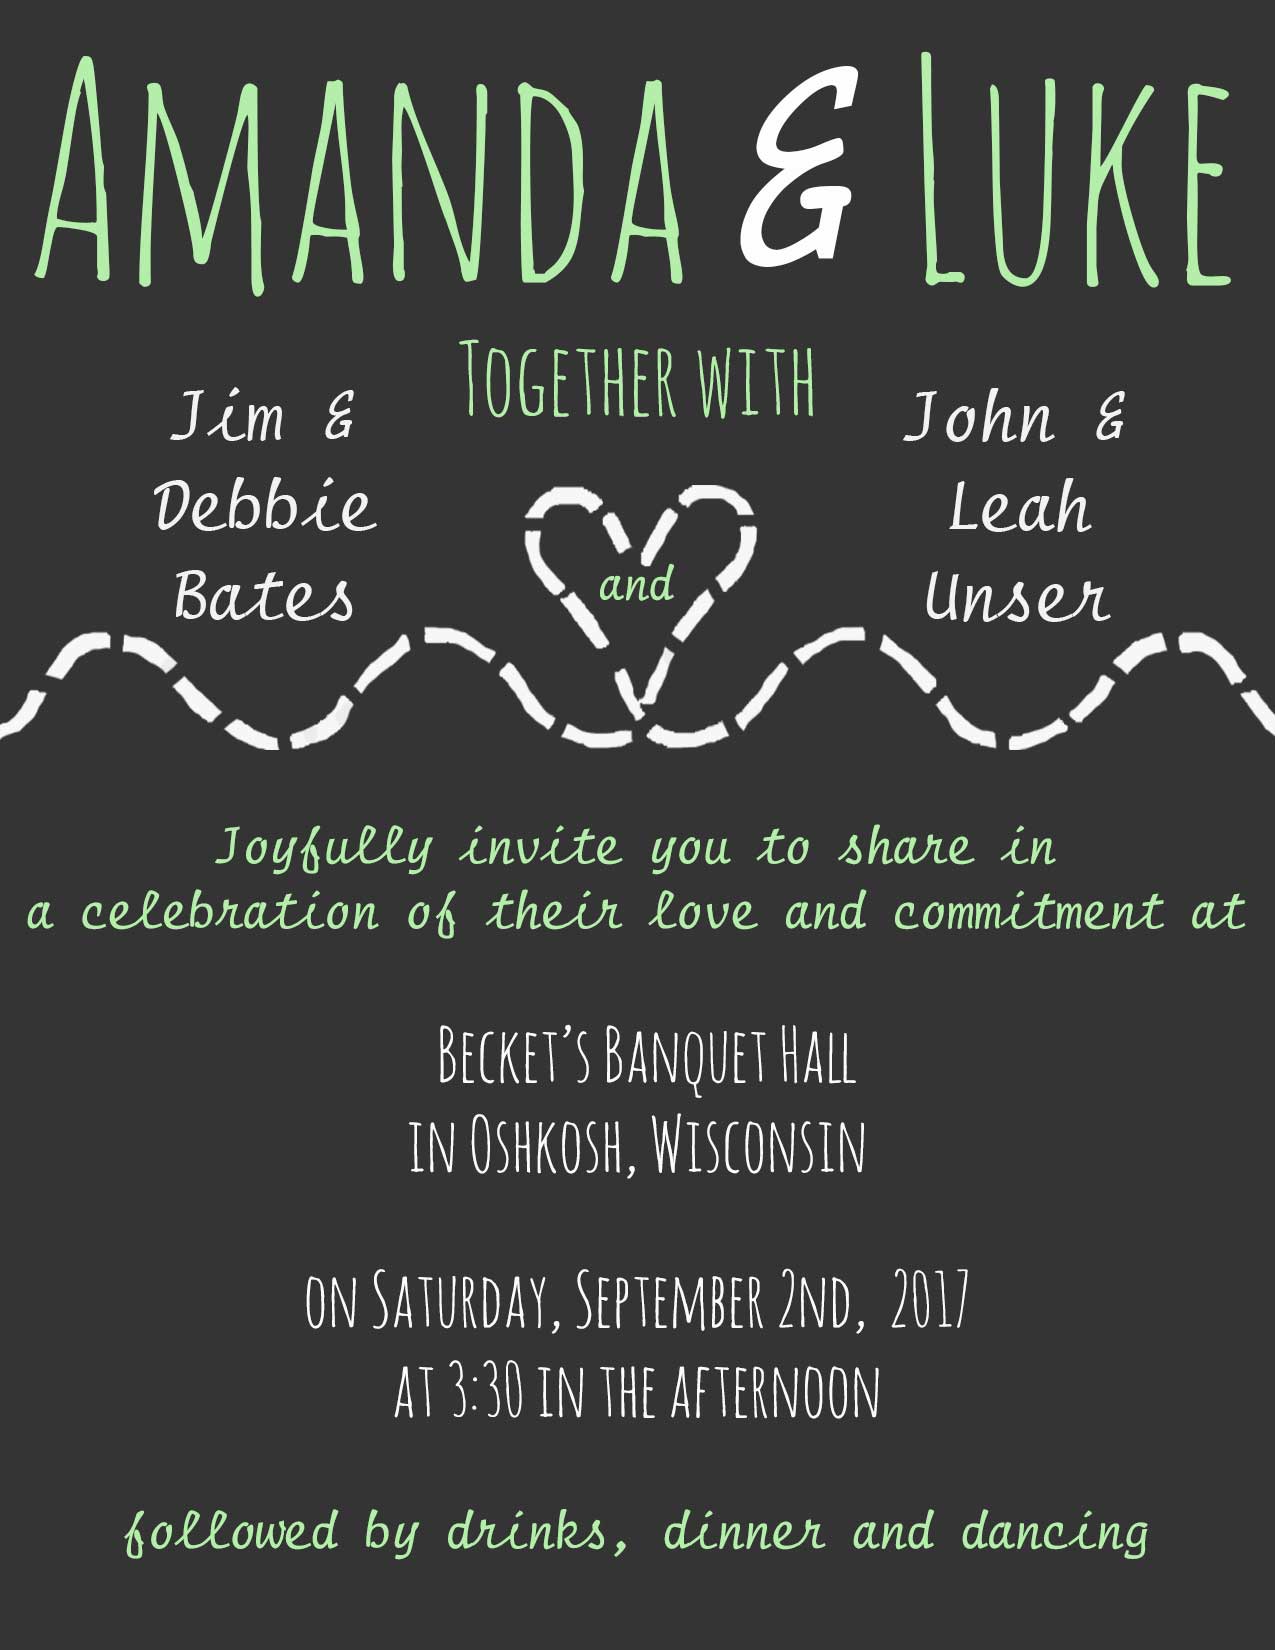 Amanda & Luke
Together with
Jim &
Debbie
Bates
and
John &
Leah
Unser
Joyfully invite you to share in
a celebration of their love and commitment at
Becket's Banquet Hall
in Oshkosh, Wisconsin
on Saturday, September 2nd, 2017
at 3:30 in the afternoon
followed by drinks, dinner and dancing